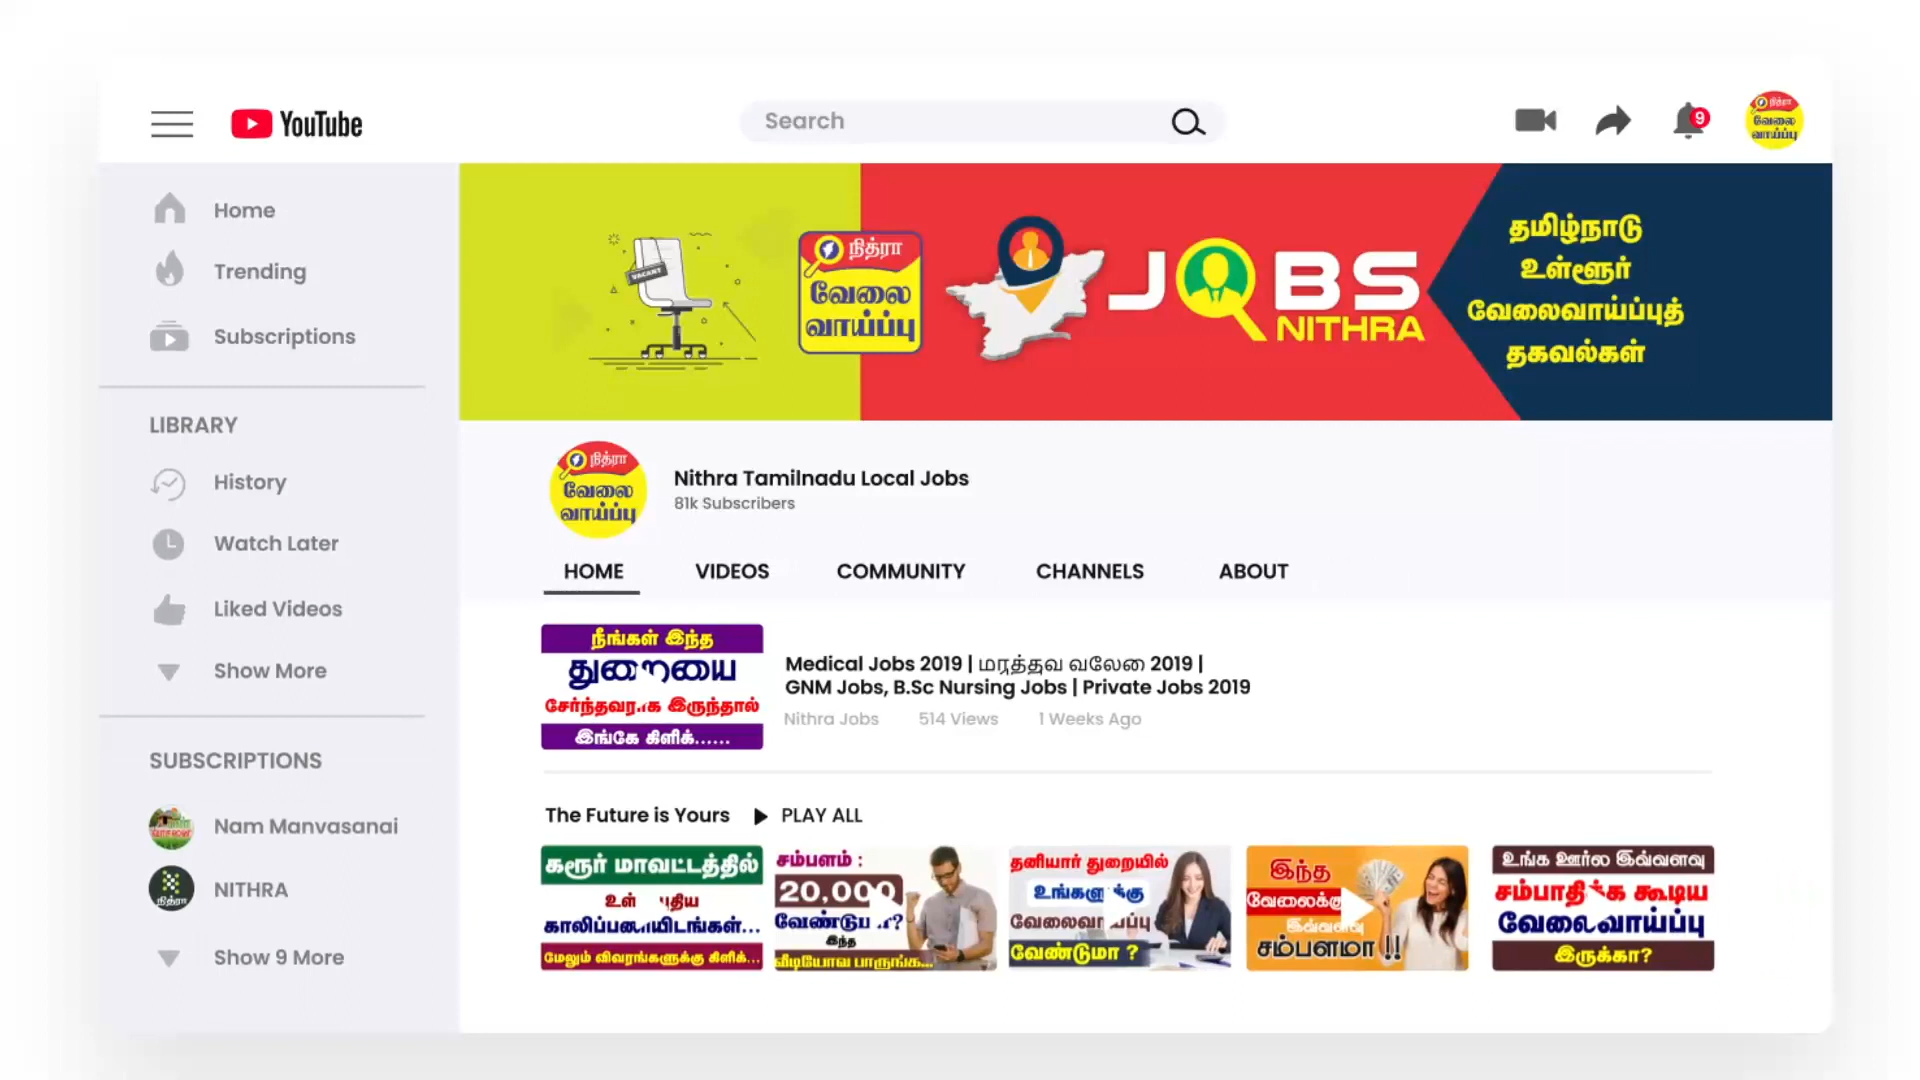 YouTube
Search
9
நித்ரா
வேலை
வாய்ப்பு
Home
Trending
Subscriptions
LIBRARY
History
Watch Later
Liked Videos
Show More
SUBSCRIPTIONS
Nam Manvasanai
நித்ரா
NITHRA
Show 9 More
VACANT
நித்ரா
வேலை
வாய்ப்பு
JOBS
NITHRA
தமிழ்நாடு
உள்ளூர்
வேலைவாய்ப்புத்
தகவல்கள்
நித்ரா
வேலை
வாய்ப்பு
Nithra Tamilnadu Local Jobs
81k Subscribers
HOME VIDEOS COMMUNITY CHANNELS ABOUT
நீங்கள் இந்த
துறையை
சேர்ந்தவராக இருந்தால்
இங்கே கிளிக்......
Medical Jobs 2019 | 2019 |
GNM Jobs, B.Sc Nursing Jobs | Private Jobs 2019
Nithra Jobs 514 Views 1 Weeks Ago
The Future is Yours PLAY ALL
கரூர் மாவட்டத்தில்
உள்ள புதிய
காலிப்பணியிடங்கள்...
மேலும் விவரங்களுக்கு கிளிக்...
சம்பளம் :
20,000
வேண்டுமா?
இந்த
வீடியோவ பாருங்க...
தனியார் துறையில்
உங்களுக்கு
வேலைவாய்ப்பு
வேண்டுமா ?
இந்த
வேலைக்கு
இவ்வளவு
சம்பளமா !!
உங்க ஊர்ல இவ்வளவு
சம்பாதிக்க கூடிய
வேலைவாய்ப்பு
இருக்கா?